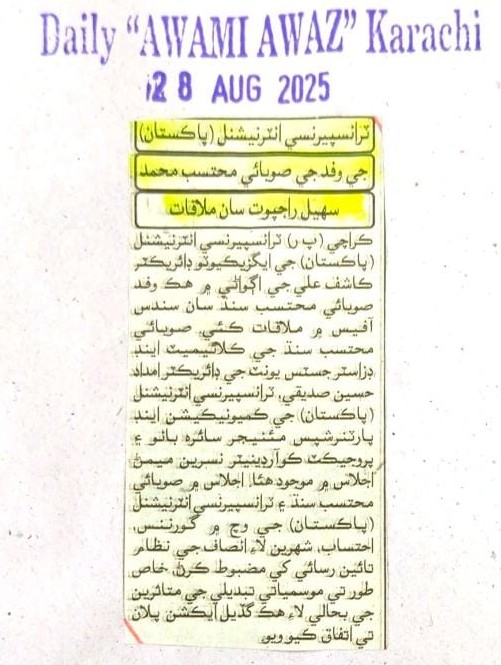 Daily "AWAMI AWAZ" Karachi
28 AUG 2025
ٽرانسپيرنسي انٽرنيشنل (پاڪستان)
جي وفد جي صوبائي محتسب محمد
سهيل راجپوت سان ملاقات
ڪراچي (پ ر) ٽرانسپيرنسي انٽرنيشنل
(پاڪستان) جي ايگزيڪيوٽو ڊائريڪٽر
ڪاشف علي جي اڳواڻي ۾ هڪ وفد
صوبائي محتسب سنڌ سان سندس
آفيس ۾ ملاقات ڪئي. صوبائي
محتسب سنڌ جي ڪلائيميٽ اينڊ
ڊزاسٽر جسٽس يونٽ جي ڊائريڪٽر امداد
حسين صديقي، ٽرانسپيرنسي انٽرنيشنل
(پاڪستان) جي ڪميونيڪيشن اينڊ
پارٽنرشپس مئنيجر سائره بانو ۽
پروجيڪٽ ڪوآرڊينيٽر نسرين ميمڻ
اجلاس ۾ موجود هئا. اجلاس ۾ صوبائي
محتسب سنڌ ۽ ٽرانسپيرنسي انٽرنيشنل
(پاڪستان) جي وچ ۾ گورننس،
احتساب، شهرين لاءِ انصاف جي نظام
تائين رسائي کي مضبوط ڪرڻ، خاص
طور تي موسمياتي تبديلي جي متاثرين
جي بحالي لاءِ هڪ گڏيل ايڪشن پلان
تي اتفاق ڪيو ويو.